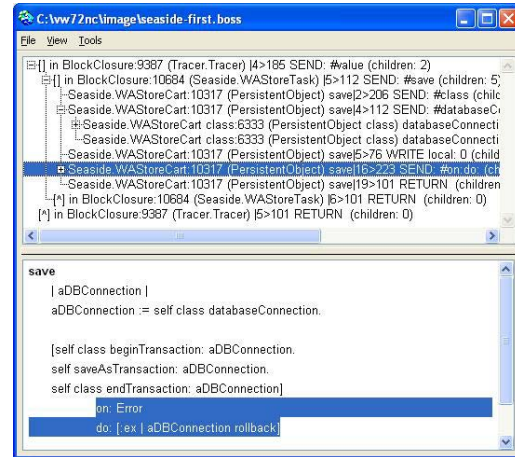 C:\vw72nc\image\seaside-first.boss
File View Tools
[] in BlockClosure:9387 (Tracer.Tracer) |4>185 SEND: #value (children: 2)
[] in BlockClosure:10684 (Seaside.WAStoreTask) |5>112 SEND: #save (children: 5)
Seaside.WAStoreCart:10317 (PersistentObject) save|2>206 SEND: #class (chilc
Seaside.WAStoreCart:10317 (PersistentObject) save|4>112 SEND: #databaseC
Seaside.WAStoreCart class:6333 (PersistentObject class) databaseConnecti
Seaside.WAStoreCart class:6333 (PersistentObject class) databaseConnecti
Seaside.WAStoreCart:10317 (PersistentObject) save|5>76 WRITE local: 0 (child
Seaside.WAStoreCart:10317 (PersistentObject) save|16>223 SEND: #on:do: (ch
Seaside.WAStoreCart:10317 (PersistentObject) save|19>101 RETURN (children
[^] in BlockClosure:10684 (Seaside.WAStoreTask) |6>101 RETURN (children: 0)
[^] in BlockClosure:9387 (Tracer.Tracer) |5>101 RETURN (children: 0)
save
| aDBConnection |
aDBConnection := self class databaseConnection.
[self class beginTransaction: aDBConnection.
self saveAsTransaction: aDBConnection.
self class endTransaction: aDBConnection]
on: Error
do: [:ex | aDBConnection rollback]